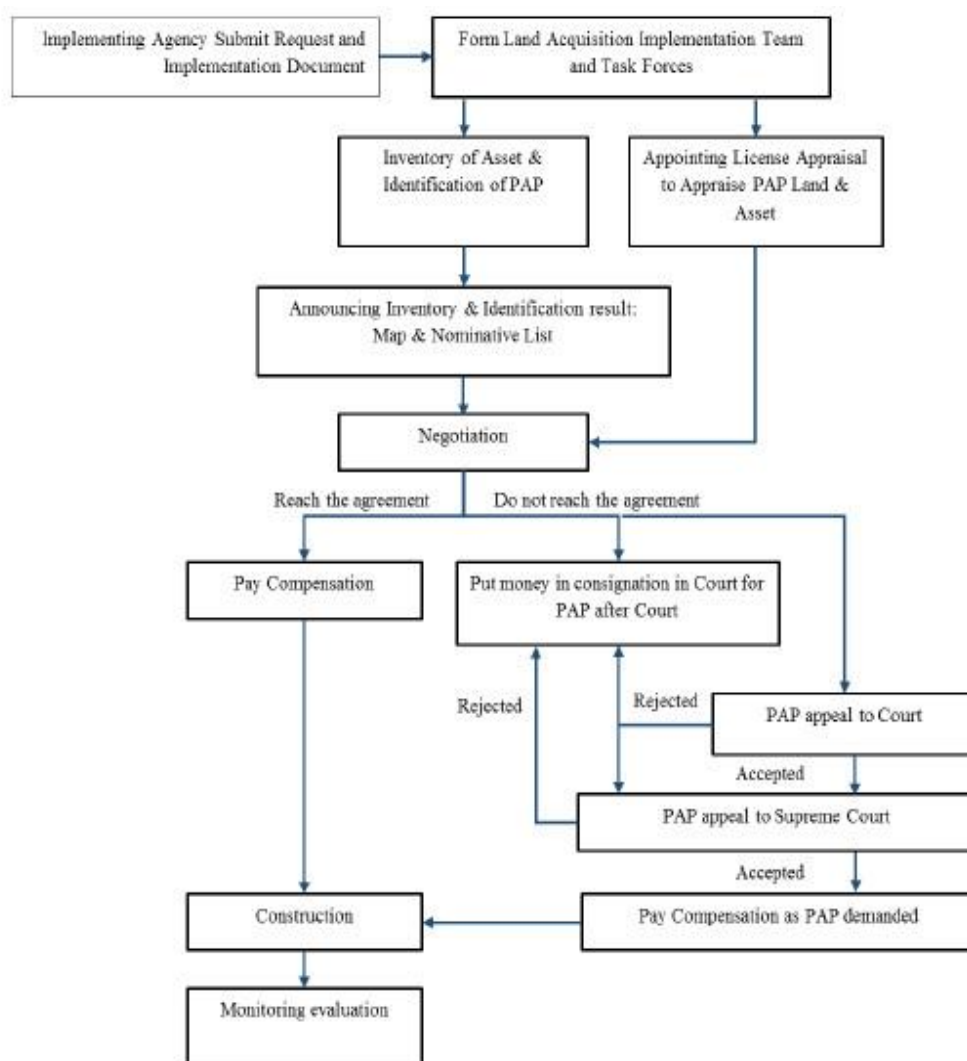 Implementing Agency Submit Request and
Implementation Document
Form Land Acquisition Implementation Team
and Task Forces
Inventory of Asset &
Identification of PAP
Appointing License Appraisal
to Appraise PAP Land &
Asset
Announcing Inventory & Identification result:
Map & Nominative List
Negotiation
Reach the agreement
Do not reach the agreement
Pay Compensation
Put money in consignation in Court for
PAP after Court
Rejected
Rejected
PAP appeal to Court
Accepted
PAP appeal to Supreme Court
Accepted
Construction
Pay Compensation as PAP demanded
Monitoring evaluation